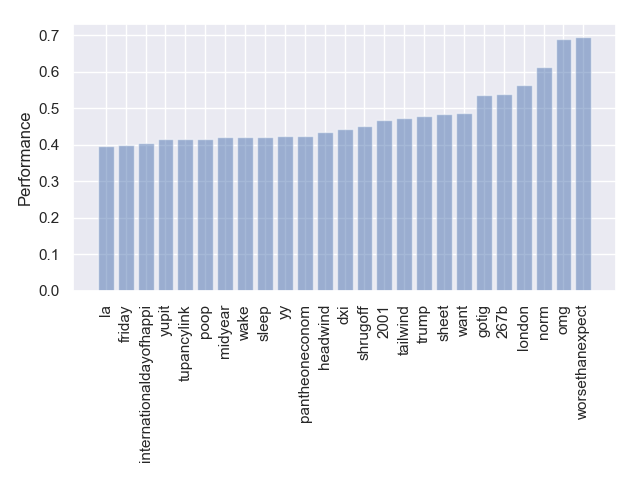 0.7
0.6
0.5
0.4
0.3
0.2
0.1
0.0
Performance
la
friday
internationaldayofhappi
yupit
tupancylink
poop
midyear
wake
sleep
yy
pantheoneconom
headwind
dxi
shrugoff
2001
tailwind
trump
sheet
want
gotig
267b
london
norm
omg
worsethanexpect